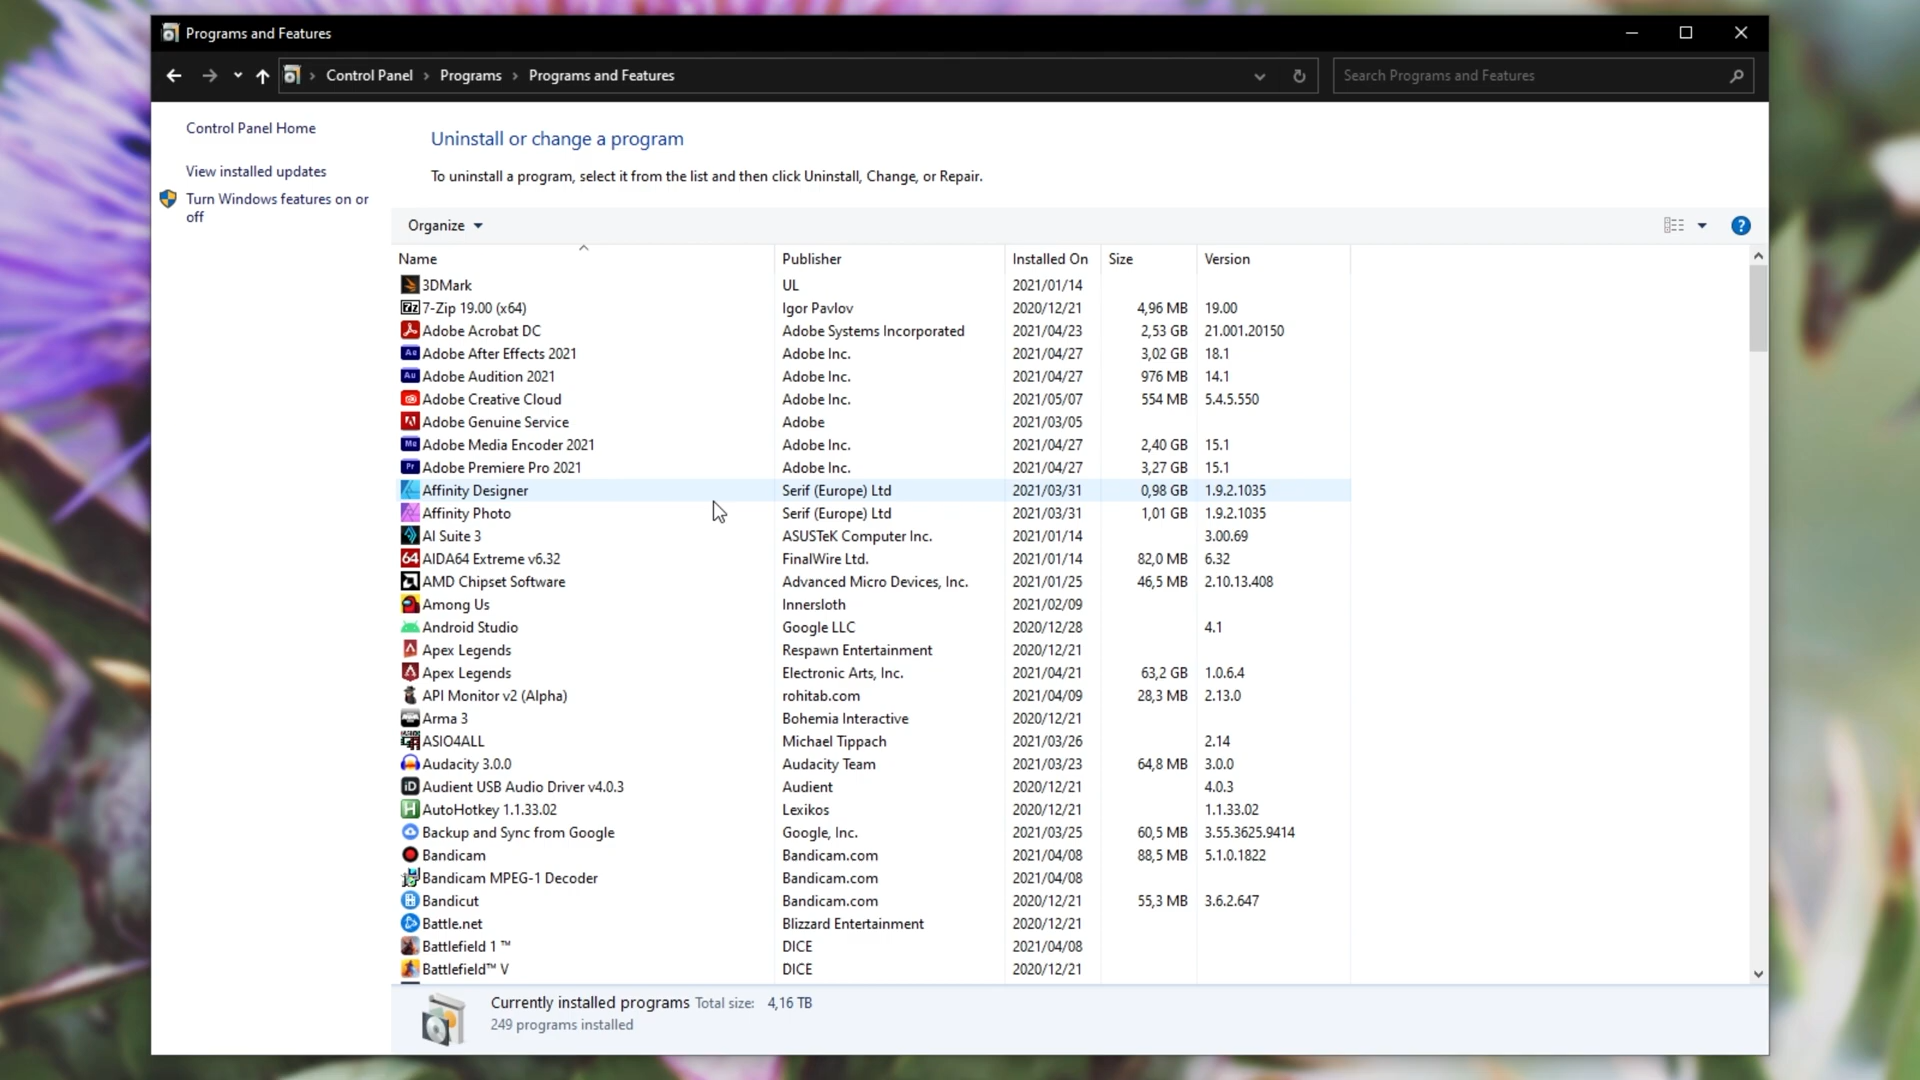 Programs and Features
Control Panel > Programs > Programs and Features
Search Programs and Features
Control Panel Home
View installed updates
Turn Windows features on or
off
Uninstall or change a program
To uninstall a program, select it from the list and then click Uninstall, Change, or Repair.
Organize
Name Publisher Installed On Size Version
3DMark UL 2021/01/14
7-Zip 19.00 (x64) Igor Pavlov 2020/12/21 4,96 MB 19.00
Adobe Acrobat DC Adobe Systems Incorporated 2021/04/23 2,53 GB 21.001.20150
Adobe After Effects 2021 Adobe Inc. 2021/04/27 3,02 GB 18.1
Adobe Audition 2021 Adobe Inc. 2021/04/27 976 MB 14.1
Adobe Creative Cloud Adobe Inc. 2021/05/07 554 MB 5.4.5.550
Adobe Genuine Service Adobe 2021/03/05
Adobe Media Encoder 2021 Adobe Inc. 2021/04/27 2,40 GB 15.1
Adobe Premiere Pro 2021 Adobe Inc. 2021/04/27 3,27 GB 15.1
Affinity Designer Serif (Europe) Ltd 2021/03/31 0,98 GB 1.9.2.1035
Affinity Photo Serif (Europe) Ltd 2021/03/31 1,01 GB 1.9.2.1035
AI Suite 3 ASUSTeK Computer Inc. 2021/01/14 3.00.69
AIDA64 Extreme v6.32 FinalWire Ltd. 2021/01/14 82,0 MB 6.32
AMD Chipset Software Advanced Micro Devices, Inc. 2021/01/25 46,5 MB 2.10.13.408
Among Us Innersloth 2021/02/09
Android Studio Google LLC 2020/12/28 4.1
Apex Legends Respawn Entertainment 2020/12/21
Apex Legends Electronic Arts, Inc. 2021/04/21 63,2 GB 1.0.6.4
API Monitor v2 (Alpha) rohitab.com 2021/04/09 28,3 MB 2.13.0
Arma 3 Bohemia Interactive 2020/12/21
ASIO4ALL Michael Tippach 2021/03/26 2.14
Audacity 3.0.0 Audacity Team 2021/03/23 64,8 MB 3.0.0
Audient USB Audio Driver v4.0.3 Audient 2020/12/21 4.0.3
AutoHotkey 1.1.33.02 Lexikos 2020/12/21 1.1.33.02
Backup and Sync from Google Google, Inc. 2021/03/25 60,5 MB 3.55.3625.9414
Bandicam Bandicam.com 2021/04/08 88,5 MB 5.1.0.1822
Bandicam MPEG-1 Decoder Bandicam.com 2021/04/08
Bandicut Bandicam.com 2020/12/21 55,3 MB 3.6.2.647
Battle.net Blizzard Entertainment 2020/12/21
Battlefield 1 ™ DICE 2021/04/08
Battlefield™ V DICE 2020/12/21
Currently installed programs Total size: 4,16 TB
249 programs installed